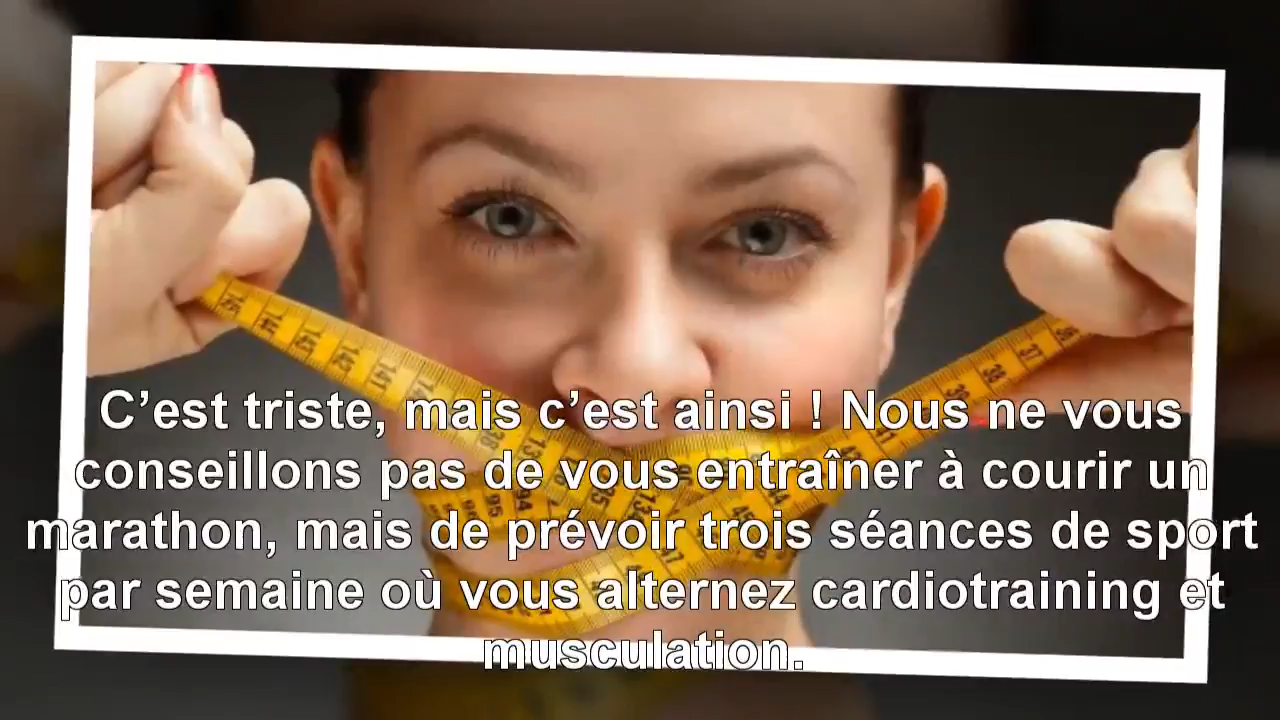 C’est triste, mais c’est ainsi ! Nous ne vous
conseillons pas de vous entraîner à courir un
marathon, mais de prévoir trois séances de sport
par semaine où vous alternez cardiotraining et
musculation.